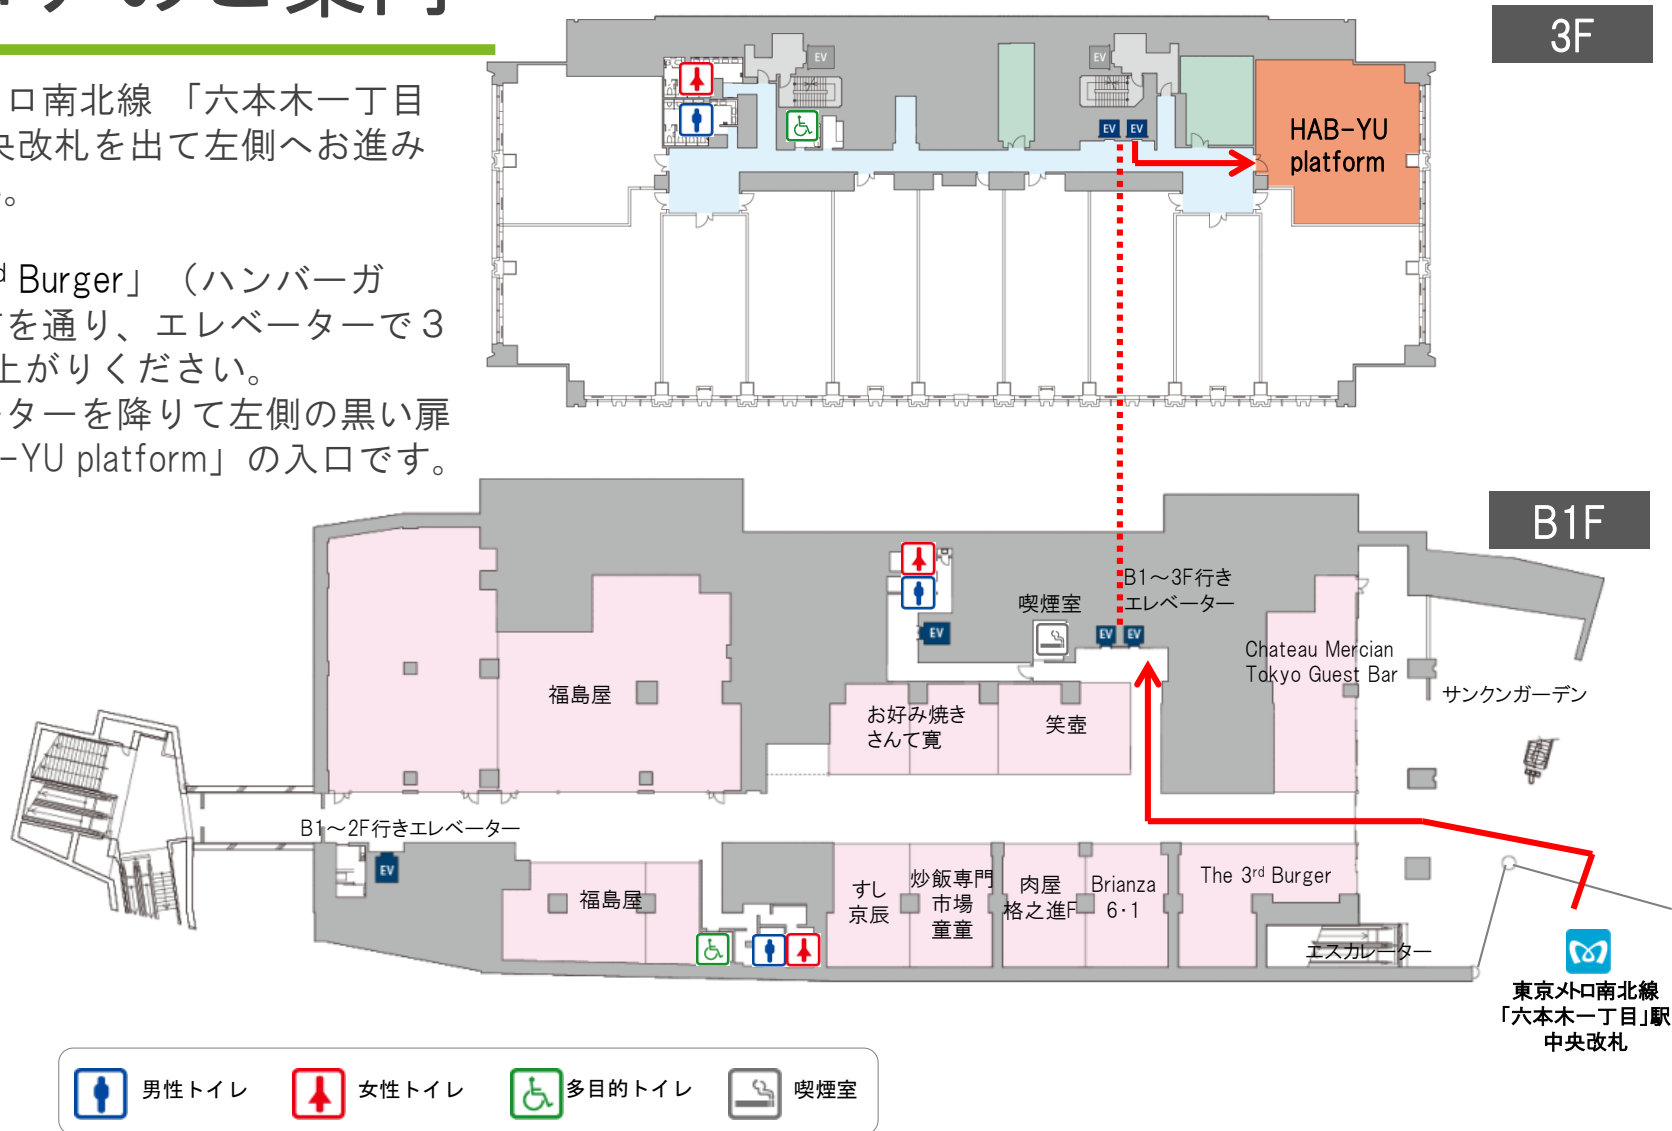 のご案内
ロ南北線 「六本木一丁目
央改札を出て左側へお進み
。
rd Burger」 （ハンバーガ
を通り、エレベーターで３
上がりください。
ターを降りて左側の黒い扉
-YU platform」の入口です。
3F
EV
EV
EV
EV
HAB-YU
platform
B1F
B1～3F行き
エレベーター
喫煙室
EV
EV
EV
Chateau Mercian
Tokyo Guest Bar
サンクンガーデン
福島屋
お好み焼き
さんて寛
笑壺
B1～2F行きエレベーター
EV
福島屋
すし
京辰
炒飯専門
市場
童童
肉屋
格之進F
Brianza
6・1
The 3rd Burger
エスカレーター
東京メトロ南北線
「六本木一丁目」駅
中央改札
男性トイレ
女性トイレ
多目的トイレ
喫煙室